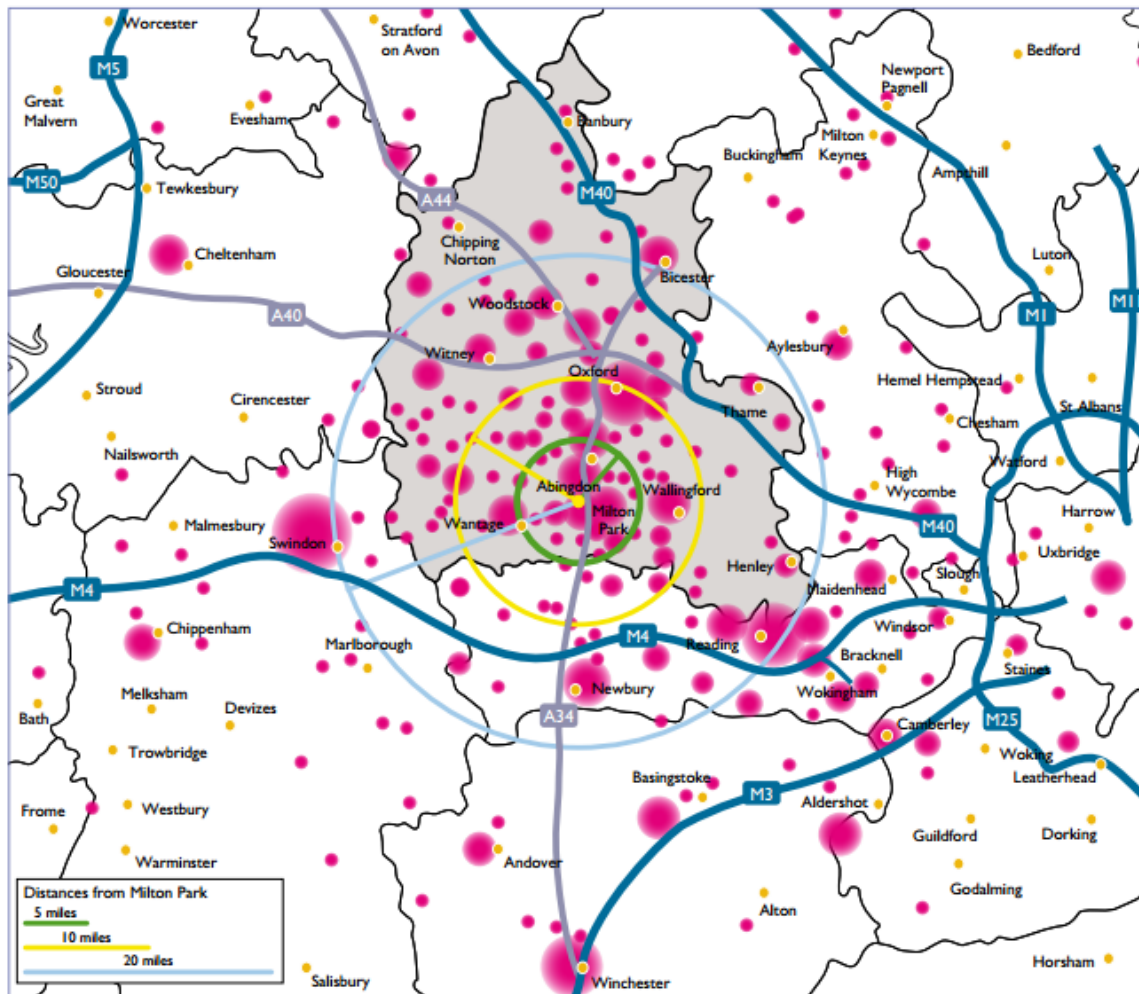 Worcester
Stratford
on Avon
Bedford
M5
Newport
Pagnell
Great
Malvern
Evesham
Banbury
Milton
Keynes
Buckingham
Ampthill
M50
Tewkesbury
M40
A44
Chipping
Norton
Cheltenham
Luton
Gloucester
Bicester
Woodstock
M1
M1
A40
Aylesbury
Witney
Oxford
Hemel Hempstead
Stroud
Thame
St Albans
Cirencester
Chesham
Nailsworth
Watford
High
Wycombe
Abingdon
Wallingford
Malmesbury
Wantage
Milton
Park
Harrow
M40
Swindon
Uxbridge
Henley
Slough
M4
Maidenhead
Chippenham
M4
Reading
Windsor
Marlborough
Bracknell
Staines
Melksham
Newbury
Wokingham
Bath
Devizes
A34
Camberley
M25
Trowbridge
Woking
Leatherhead
Basingstoke
M3
Westbury
Aldershot
Frome
Guildford
Dorking
Warminster
Andover
Godalming
Distances from Milton Park
5 miles
Alton
10 miles
20 miles
Horsham
Salisbury
Winchester